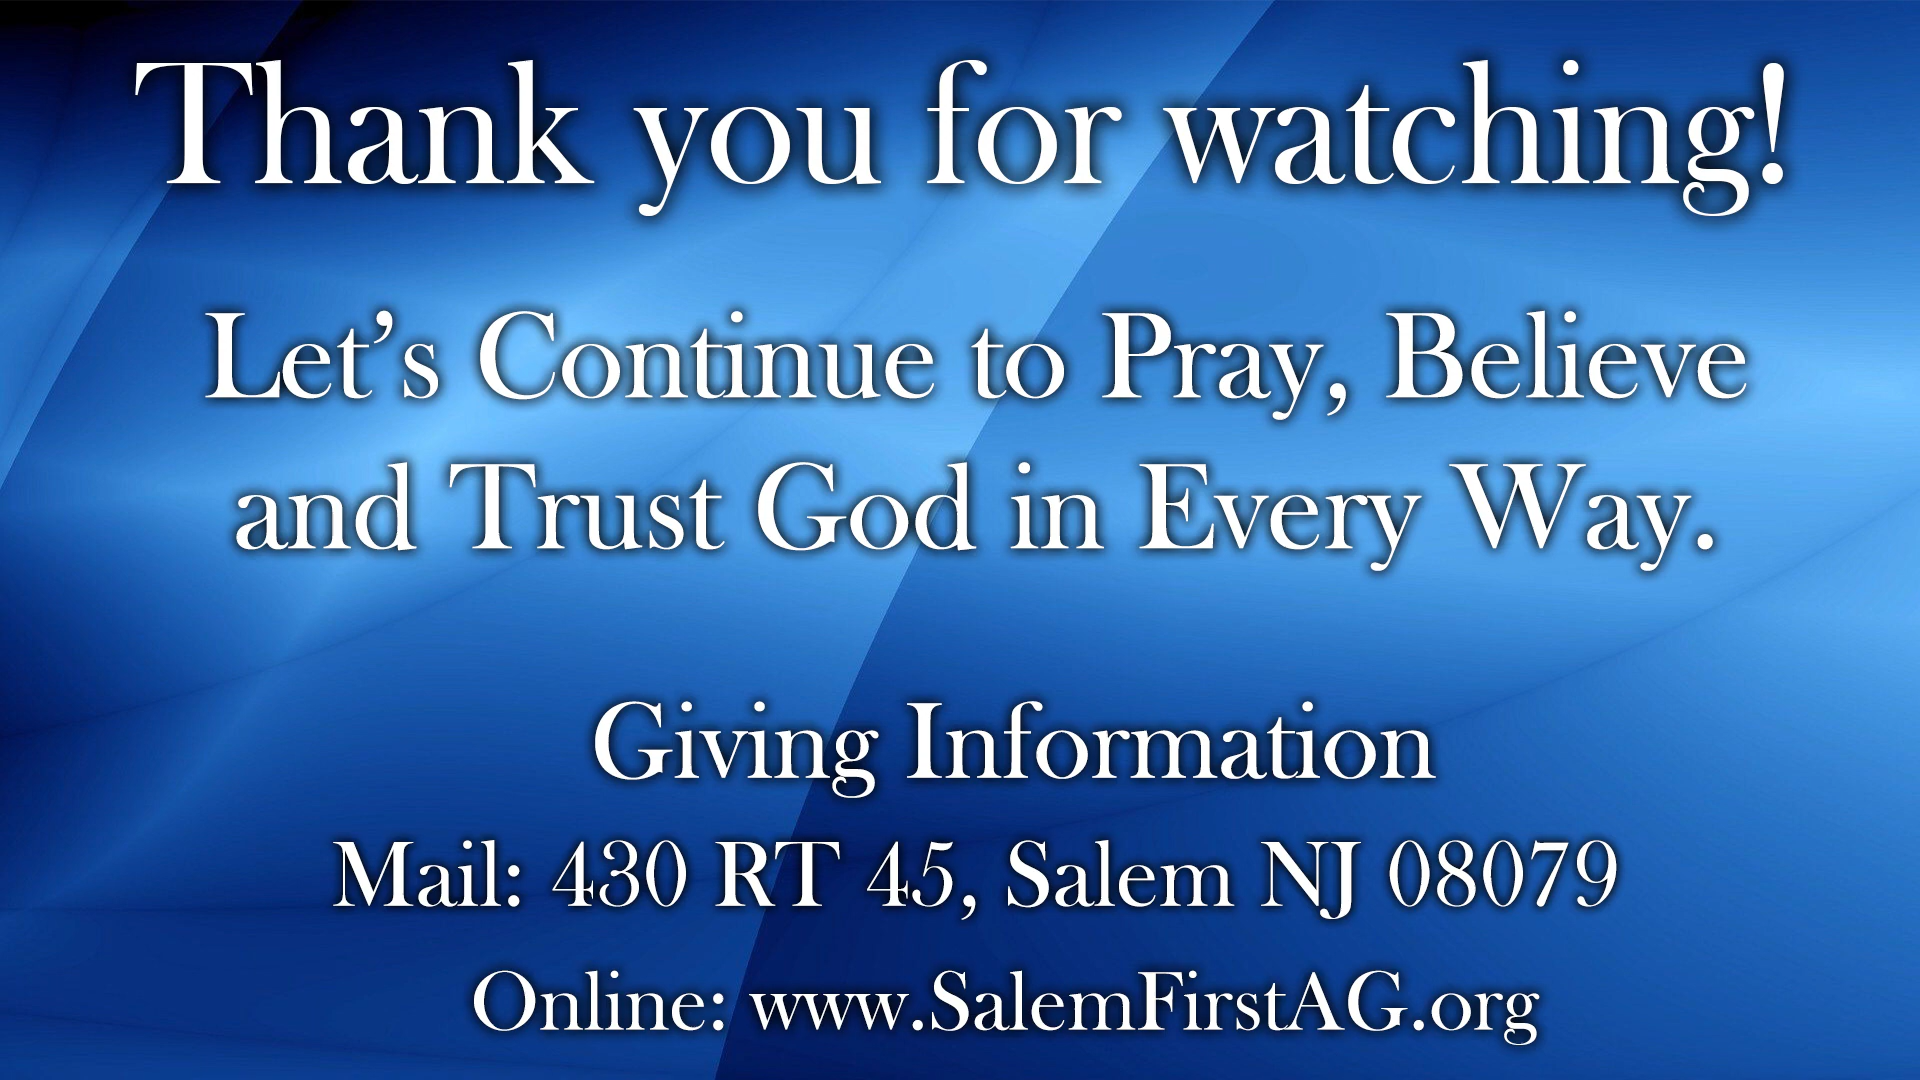 Thank you for watching!
Let’s Continue to Pray, Believe
and Trust God in Every Way.
Giving Information
Mail: 430 RT 45, Salem NJ 08079
Online: www.SalemFirstAG.org